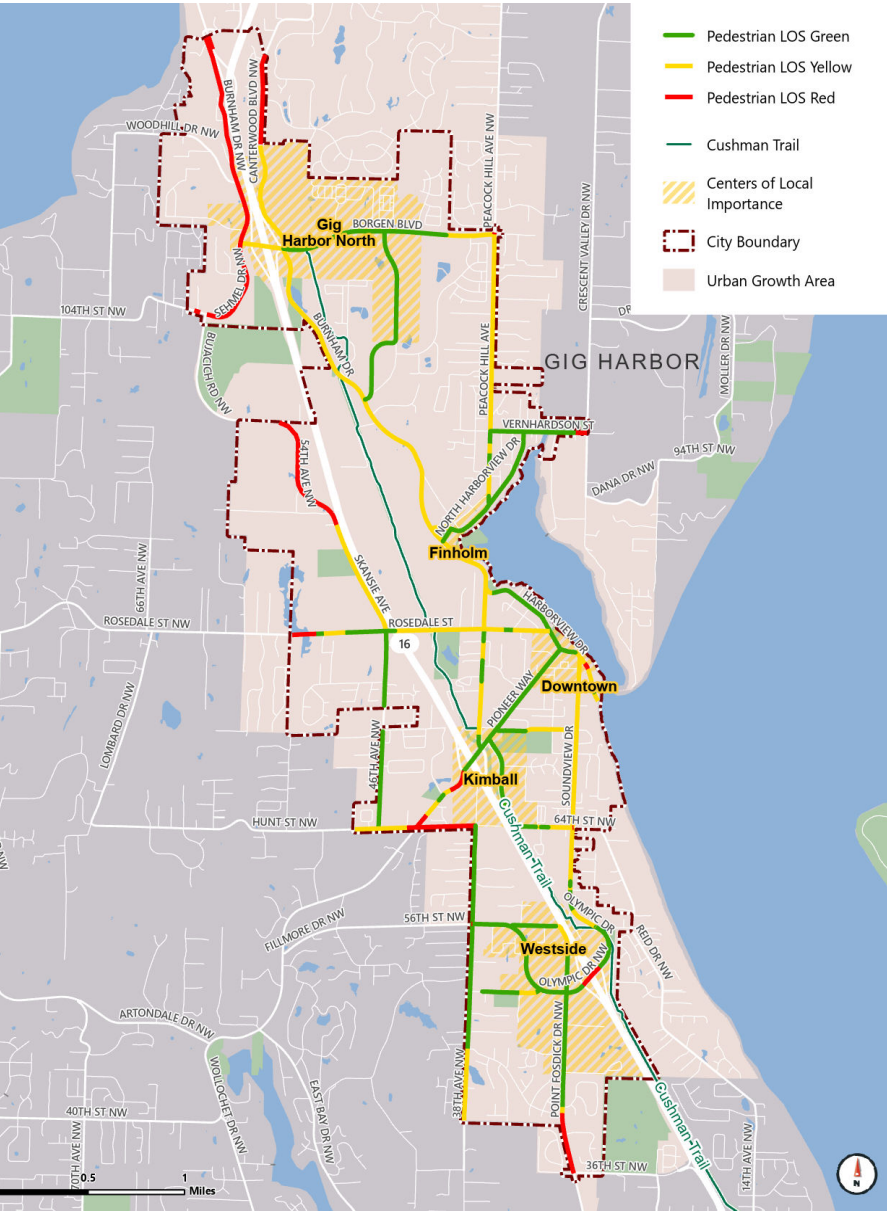 Pedestrian LOS Green
Pedestrian LOS Yellow
Pedestrian LOS Red
Cushman Trail
Centers of Local
Importance
City Boundary
Urban Growth Area
BURNHAM DR NW
CANTERWOOD BLVD NW
WOODHILL DR NW
PEACOCK HILL AVE NW
CRESCENT VALLEY DR NW
Gig
Harbor North
BORGEN BLVD
SEHMEL DR NW
104TH ST NW
BURNHAM DR
BUJACICH RD NW
PEACOCK HILL AVE
GIG HARBOR
DR
MOLLER DR NW
VERNHARDSON ST
94TH ST NW
DANA DR NW
54TH AVE NW
NORTH HARBORVIEW DR
Finholm
66TH AVE NW
SKANSIE AVE
HARBORVIEW DR
ROSEDALE ST NW
ROSEDALE ST
16
Downtown
PIONEER WAY
LOMBARD DR NW
46TH AVE NW
SOUNDVIEW DR
Kimball
HUNT ST NW
64TH ST NW
Cushman-Trail
NW
56TH ST NW
FILLMORE DR NW
OLYMPIC DR
Westside
OLYMPIC DR NW
REID DR NW
ARTONDALE DR NW
WOLLOCHET DR NW
EAST BAY DR NW
38TH AVE NW
POINT FOSDICK DR NW
40TH ST NW
70TH AVE NW
36TH ST NW
Cushman-Trail
14TH AVE NW
0.5
1
Miles
N